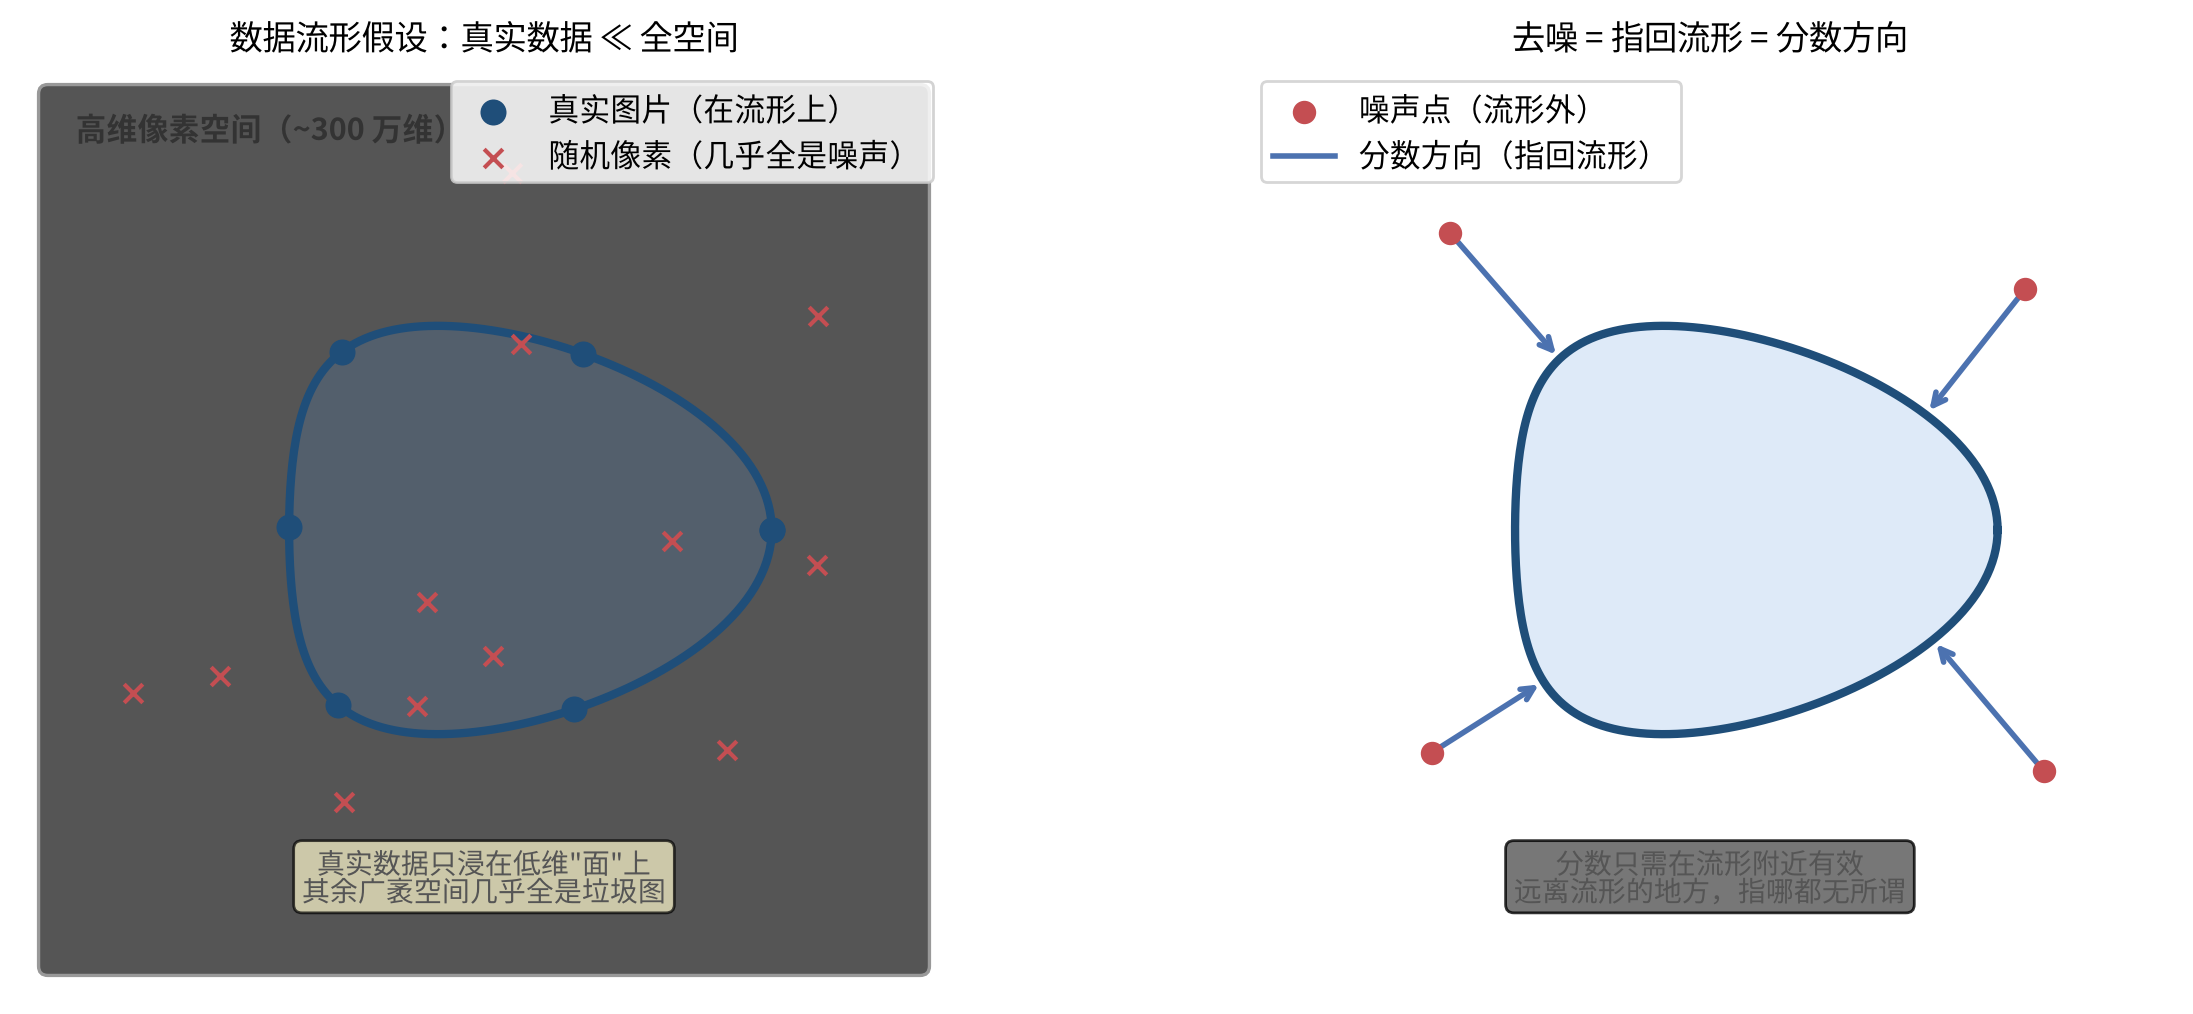 数据流形假设：真实数据 ≪ 全空间
高维像素空间（~300 万维）
真实图片（在流形上）
随机像素（几乎全是噪声）
真实数据只浸在低维"面"上
其余广袤空间几乎全是垃圾图
去噪 = 指回流形 = 分数方向
噪声点（流形外）
分数方向（指回流形）
分数只需在流形附近有效
远离流形的地方，指哪都无所谓